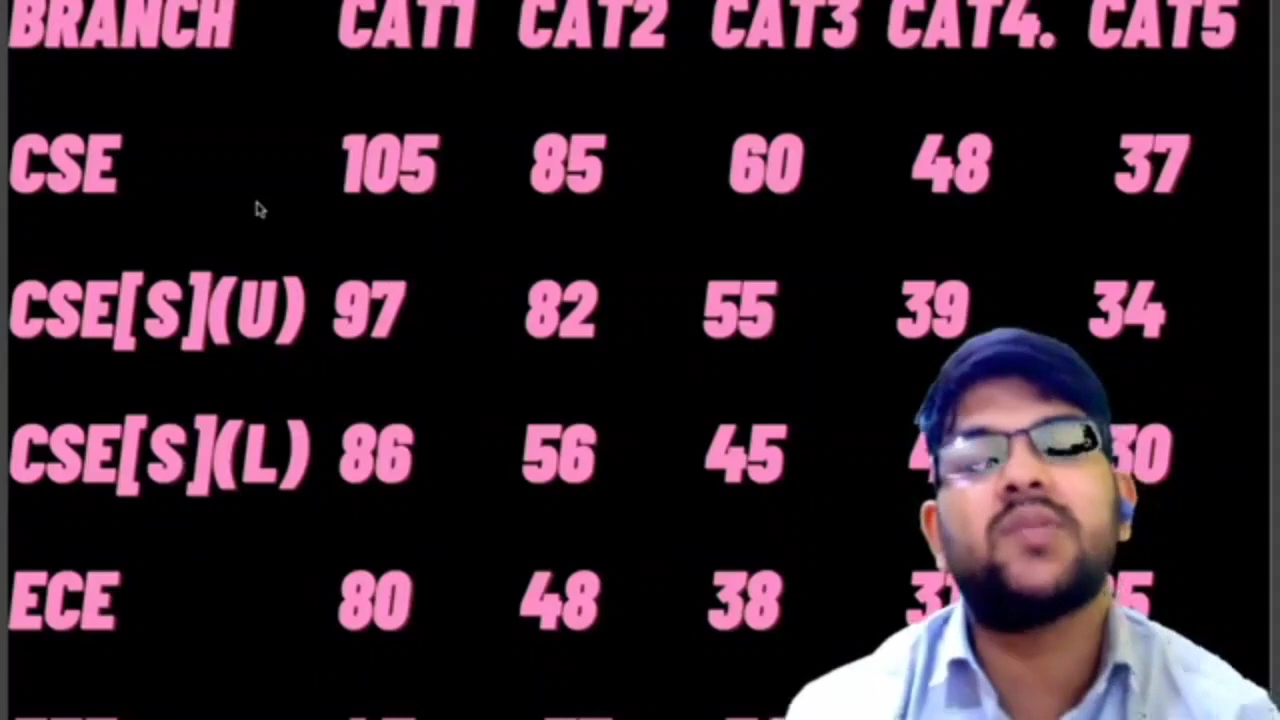 BRANCH CAT1 CAT2 CAT3 CAT4. CAT5
CSE 105 85 60 48 37
CSE[S](U) 97 82 55 39 34
CSE[S](L) 86 56 45 30
ECE 80 48 38